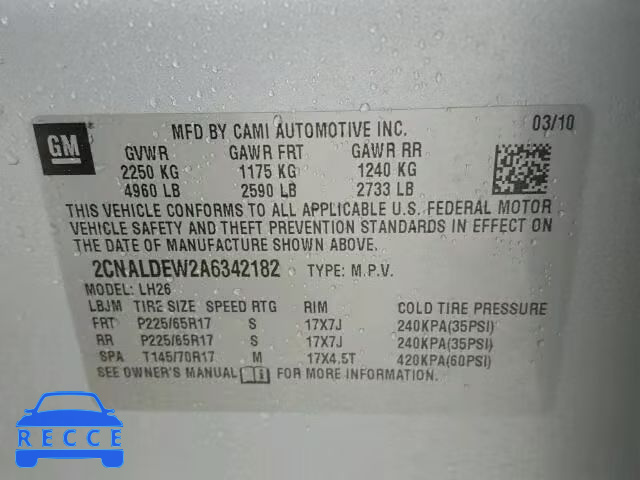 GM
MFD BY CAMI AUTOMOTIVE INC. 03/10
GVWR GAWR FRT GAWR RR
2250 KG 1175 KG 1240 KG
4960 LB 2590 LB 2733 LB
THIS VEHICLE CONFORMS TO ALL APPLICABLE U.S. FEDERAL MOTOR
VEHICLE SAFETY AND THEFT PREVENTION STANDARDS IN EFFECT ON
THE DATE OF MANUFACTURE SHOWN ABOVE.
2CNALDEW2A6342182 TYPE: M.P.V.
MODEL: LH26
LBJM TIRE SIZE SPEED RTG RIM COLD TIRE PRESSURE
FRT P225/65R17 S 17X7J 240KPA(35PSI)
RR P225/65R17 S 17X7J 240KPA(35PSI)
SPA T145/70R17 M 17X4.5T 420KPA(60PSI)
SEE OWNER'S MANUAL FOR MORE INFORMATION.
RECCE